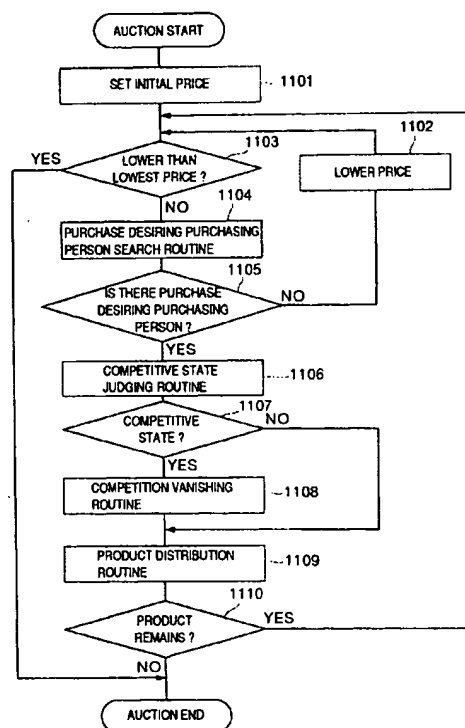 AUCTION START
SET INITIAL PRICE
1101
1102
1103
YES
LOWER THAN
LOWEST PRICE ?
LOWER PRICE
NO
1104
PURCHASE DESIRING PURCHASING
PERSON SEARCH ROUTINE
1105
IS THERE PURCHASE
DESIRING PURCHASING
PERSON ?
NO
YES
COMPETITIVE STATE
JUDGING ROUTINE
1106
1107
COMPETITIVE
STATE ?
NO
YES
COMPETITION VANISHING
ROUTINE
1108
PRODUCT DISTRIBUTION
ROUTINE
1109
1110
PRODUCT
REMAINS ?
YES
NO
AUCTION END